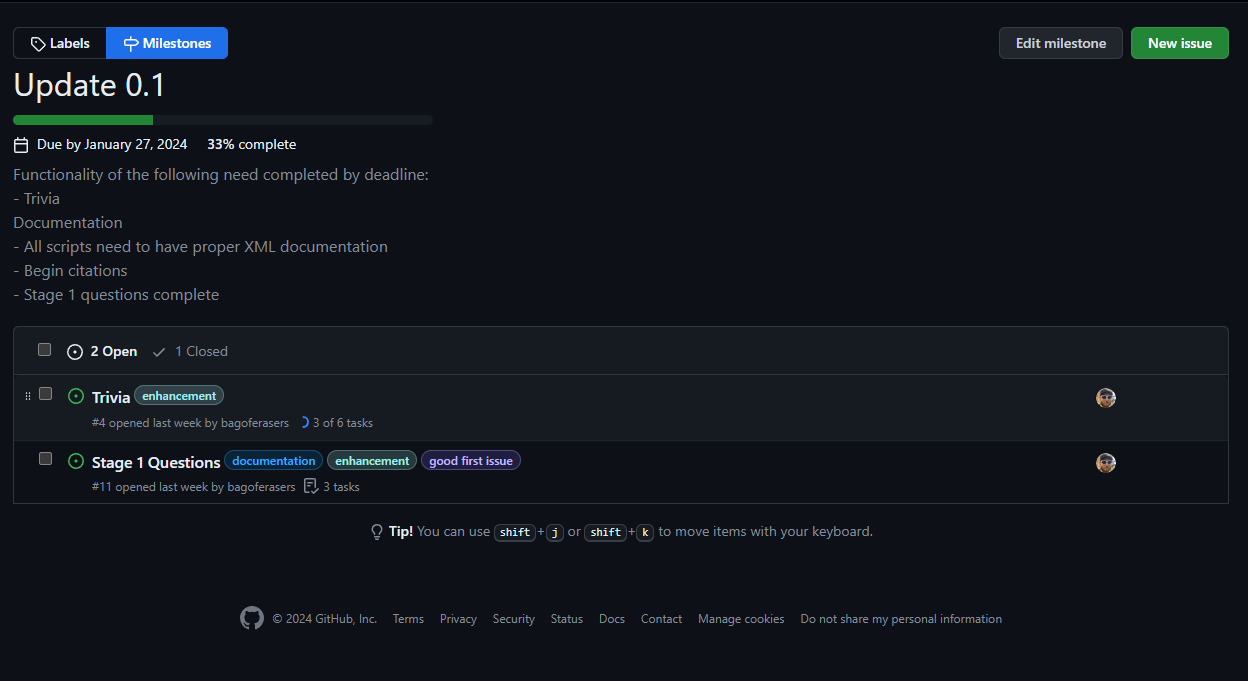 Labels Milestones Edit milestone New issue
Update 0.1
Due by January 27, 2024 33% complete
Functionality of the following need completed by deadline:
- Trivia
Documentation
- All scripts need to have proper XML documentation
- Begin citations
- Stage 1 questions complete
2 Open 1 Closed
Trivia enhancement
#4 opened last week by bagoferasers 3 of 6 tasks
Stage 1 Questions documentation enhancement good first issue
#11 opened last week by bagoferasers 3 tasks
Tip! You can use shift+j or shift+k to move items with your keyboard.
© 2024 GitHub, Inc. Terms Privacy Security Status Docs Contact Manage cookies Do not share my personal information